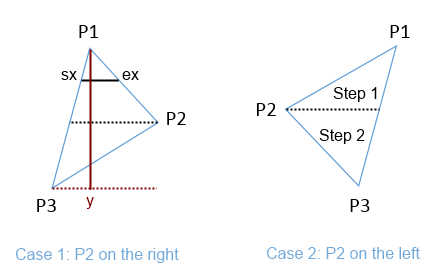 P1
sx ex
P2
P3
y
Case 1: P2 on the right
P1
P2
Step 1
Step 2
P3
Case 2: P2 on the left